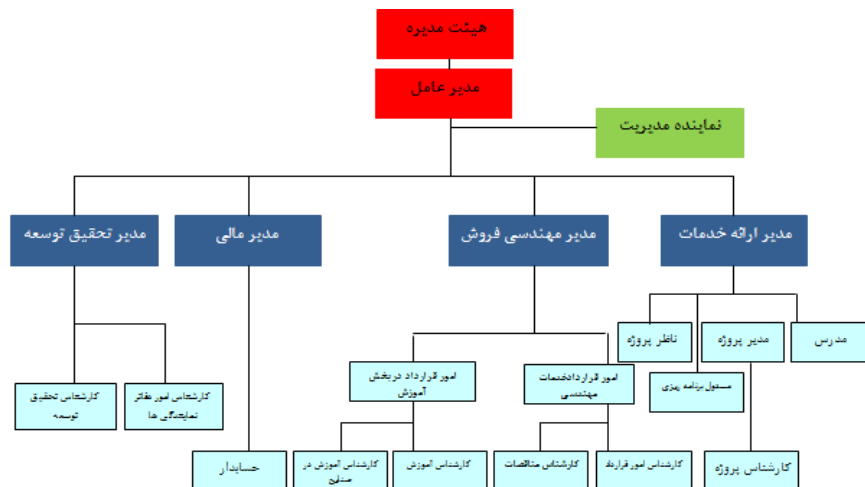 هیئت مدیره
مدیر عامل
نماینده مدیریت
مدیر ارائه خدمات
مدیر مهندسی فروش
مدیر مالی
مدیر تحقیق توسعه
مدرس
مدیر پروژه
ناظر پروژه
امور قراردادخدمات
مهندسی
امور قرارداد دربخش
آموزش
مسئول برنامه ریزی
کارشناس امور دفاتر
نمایندگی ها
کارشناس تحقیق
توسعه
کارشناس پروژه
کارشناس امور قرارداد
کارشناس مناقصات
کارشناس آموزش
کارشناس آموزش در
صنایع
حسابدار